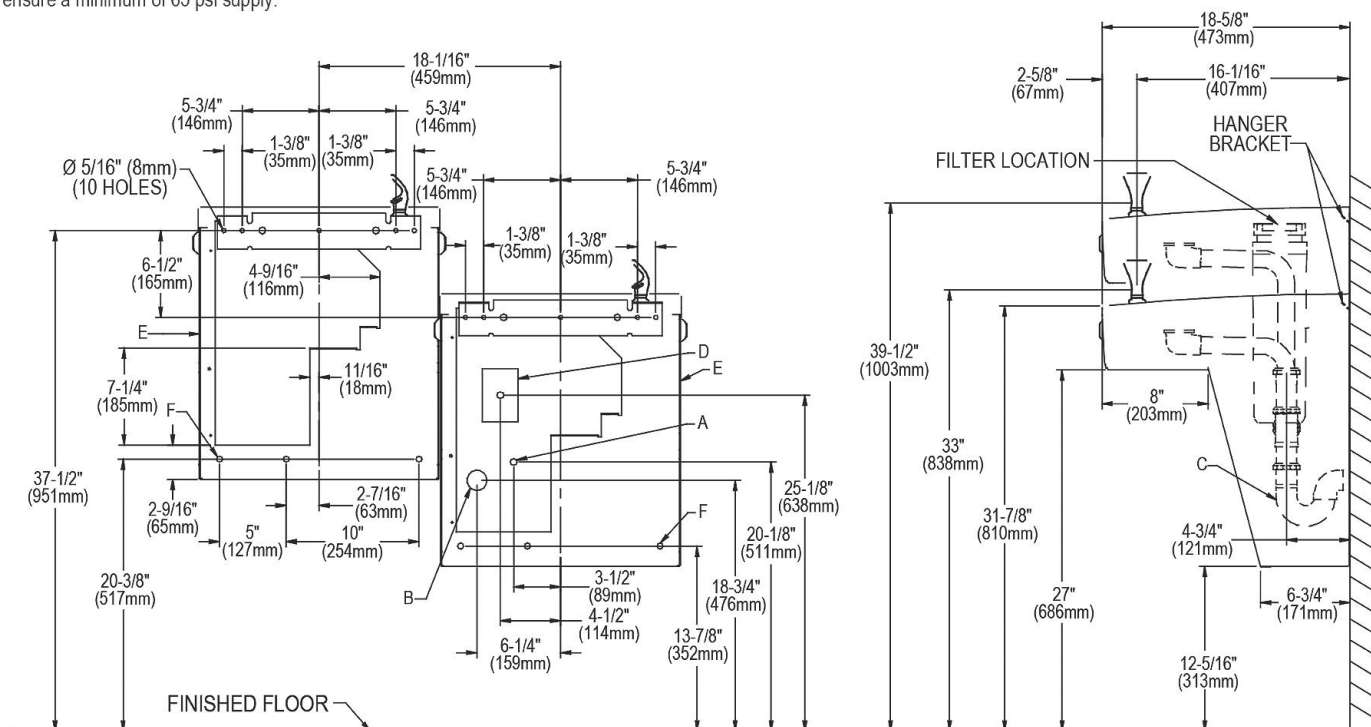 ensure a minimum of 65 psi supply.
18-1/16"
(459mm)
5-3/4"
(146mm)
5-3/4"
(146mm)
1-3/8"
(35mm)
1-3/8"
(35mm)
Ø 5/16" (8mm)
(10 HOLES)
5-3/4"
(146mm)
5-3/4"
(146mm)
1-3/8"
(35mm)
1-3/8"
(35mm)
6-1/2"
(165mm)
4-9/16"
(116mm)
E
11/16"
(18mm)
7-1/4"
(185mm)
F
D
E
A
37-1/2"
(951mm)
2-9/16"
(65mm)
2-7/16"
(63mm)
5"
(127mm)
10"
(254mm)
20-3/8"
(517mm)
B
F
25-1/8"
(638mm)
20-1/8"
(511mm)
18-3/4"
(476mm)
13-7/8"
(352mm)
3-1/2"
(89mm)
4-1/2"
(114mm)
6-1/4"
(159mm)
FINISHED FLOOR
18-5/8"
(473mm)
2-5/8"
(67mm)
16-1/16"
(407mm)
HANGER
BRACKET
FILTER LOCATION
39-1/2"
(1003mm)
8"
(203mm)
33"
(838mm)
C
31-7/8"
(810mm)
4-3/4"
(121mm)
27"
(686mm)
6-3/4"
(171mm)
12-5/16"
(313mm)